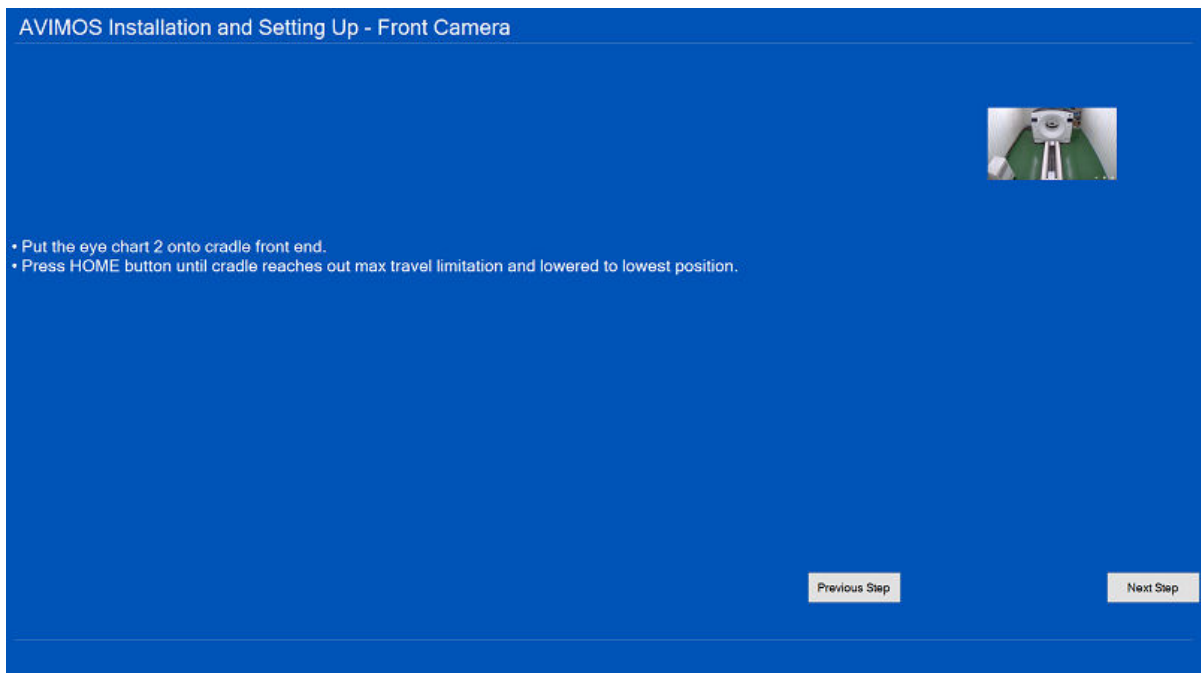 AVIMOS Installation and Setting Up - Front Camera
• Put the eye chart 2 onto cradle front end.
• Press HOME button until cradle reaches out max travel limitation and lowered to lowest position.
Previous Step
Next Step